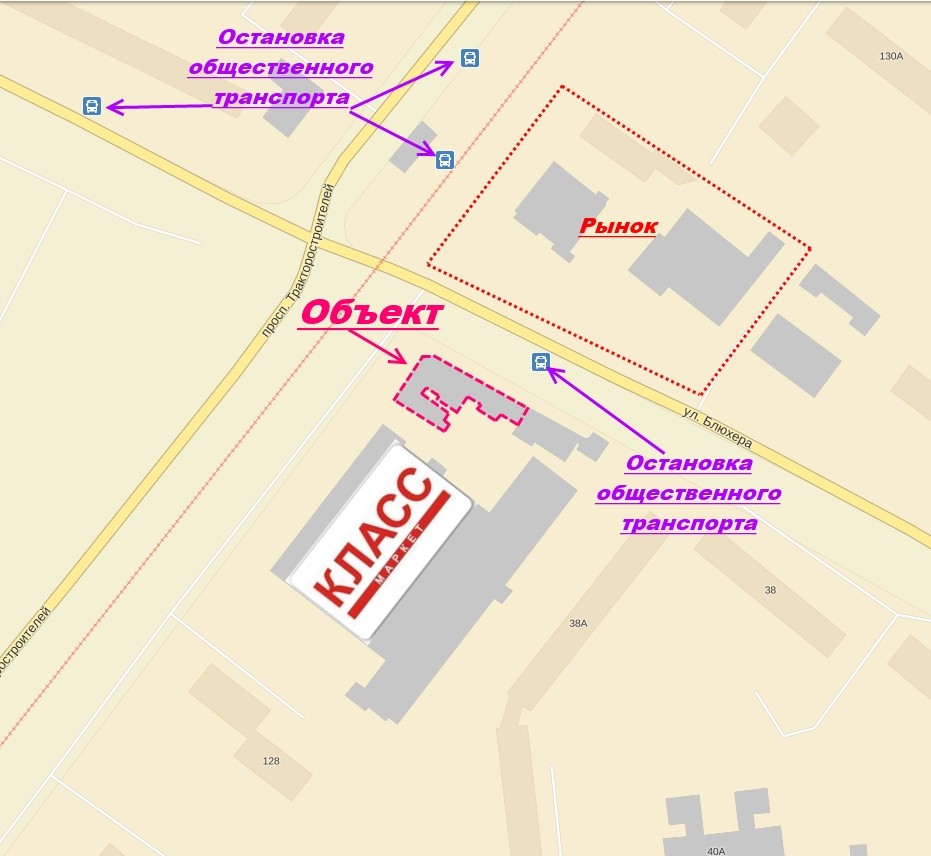 Остановка
общественного
транспорта
130А
Рынок
просп. Тракторостроителей
Объект
ул. Блюхера
Остановка
общественного
транспорта
КЛАСС
МАРКЕТ
38
38А
остроителей
128
40А